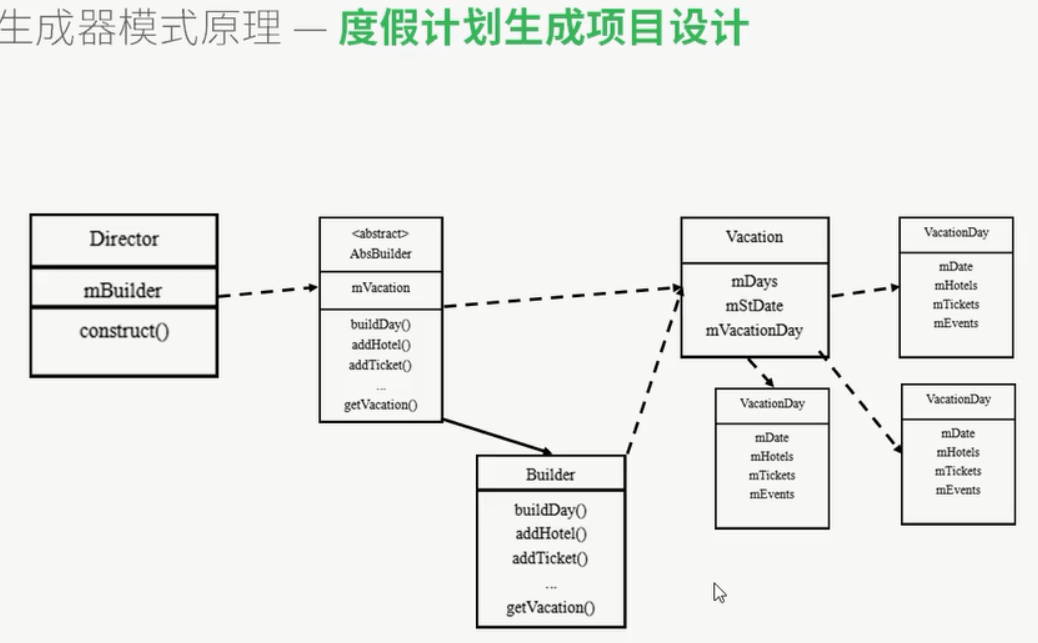 生成器模式原理 — 度假计划生成项目设计
Director
mBuilder
construct()
<abstract>
AbsBuilder
mVacation
buildDay()
addHotel()
addTicket()
...
getVacation()
Builder
buildDay()
addHotel()
addTicket()
...
getVacation()
Vacation
mDays
mStDate
mVacationDay
VacationDay
mDate
mHotels
mTickets
mEvents
VacationDay
mDate
mHotels
mTickets
mEvents
VacationDay
mDate
mHotels
mTickets
mEvents